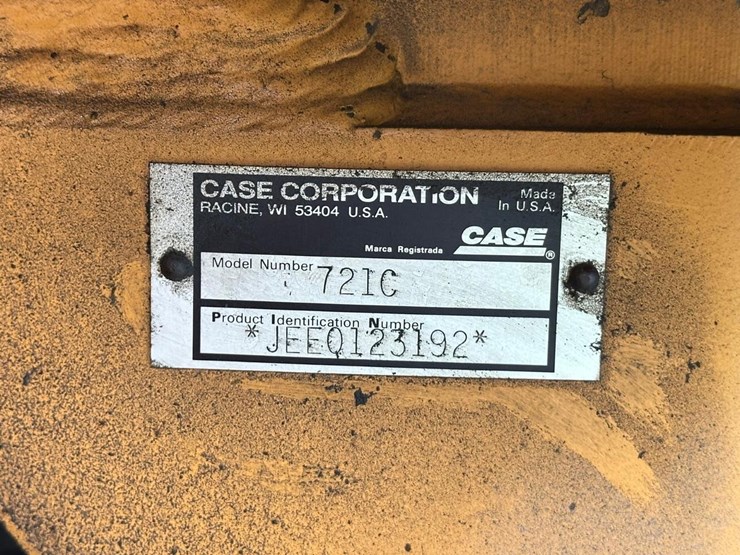 CASE CORPORATION
RACINE, WI 53404 U.S.A.
Made
In U.S.A.
Marca Registrada
CASE®
Model Number 721C
Product Identification Number
*JEE0123192*